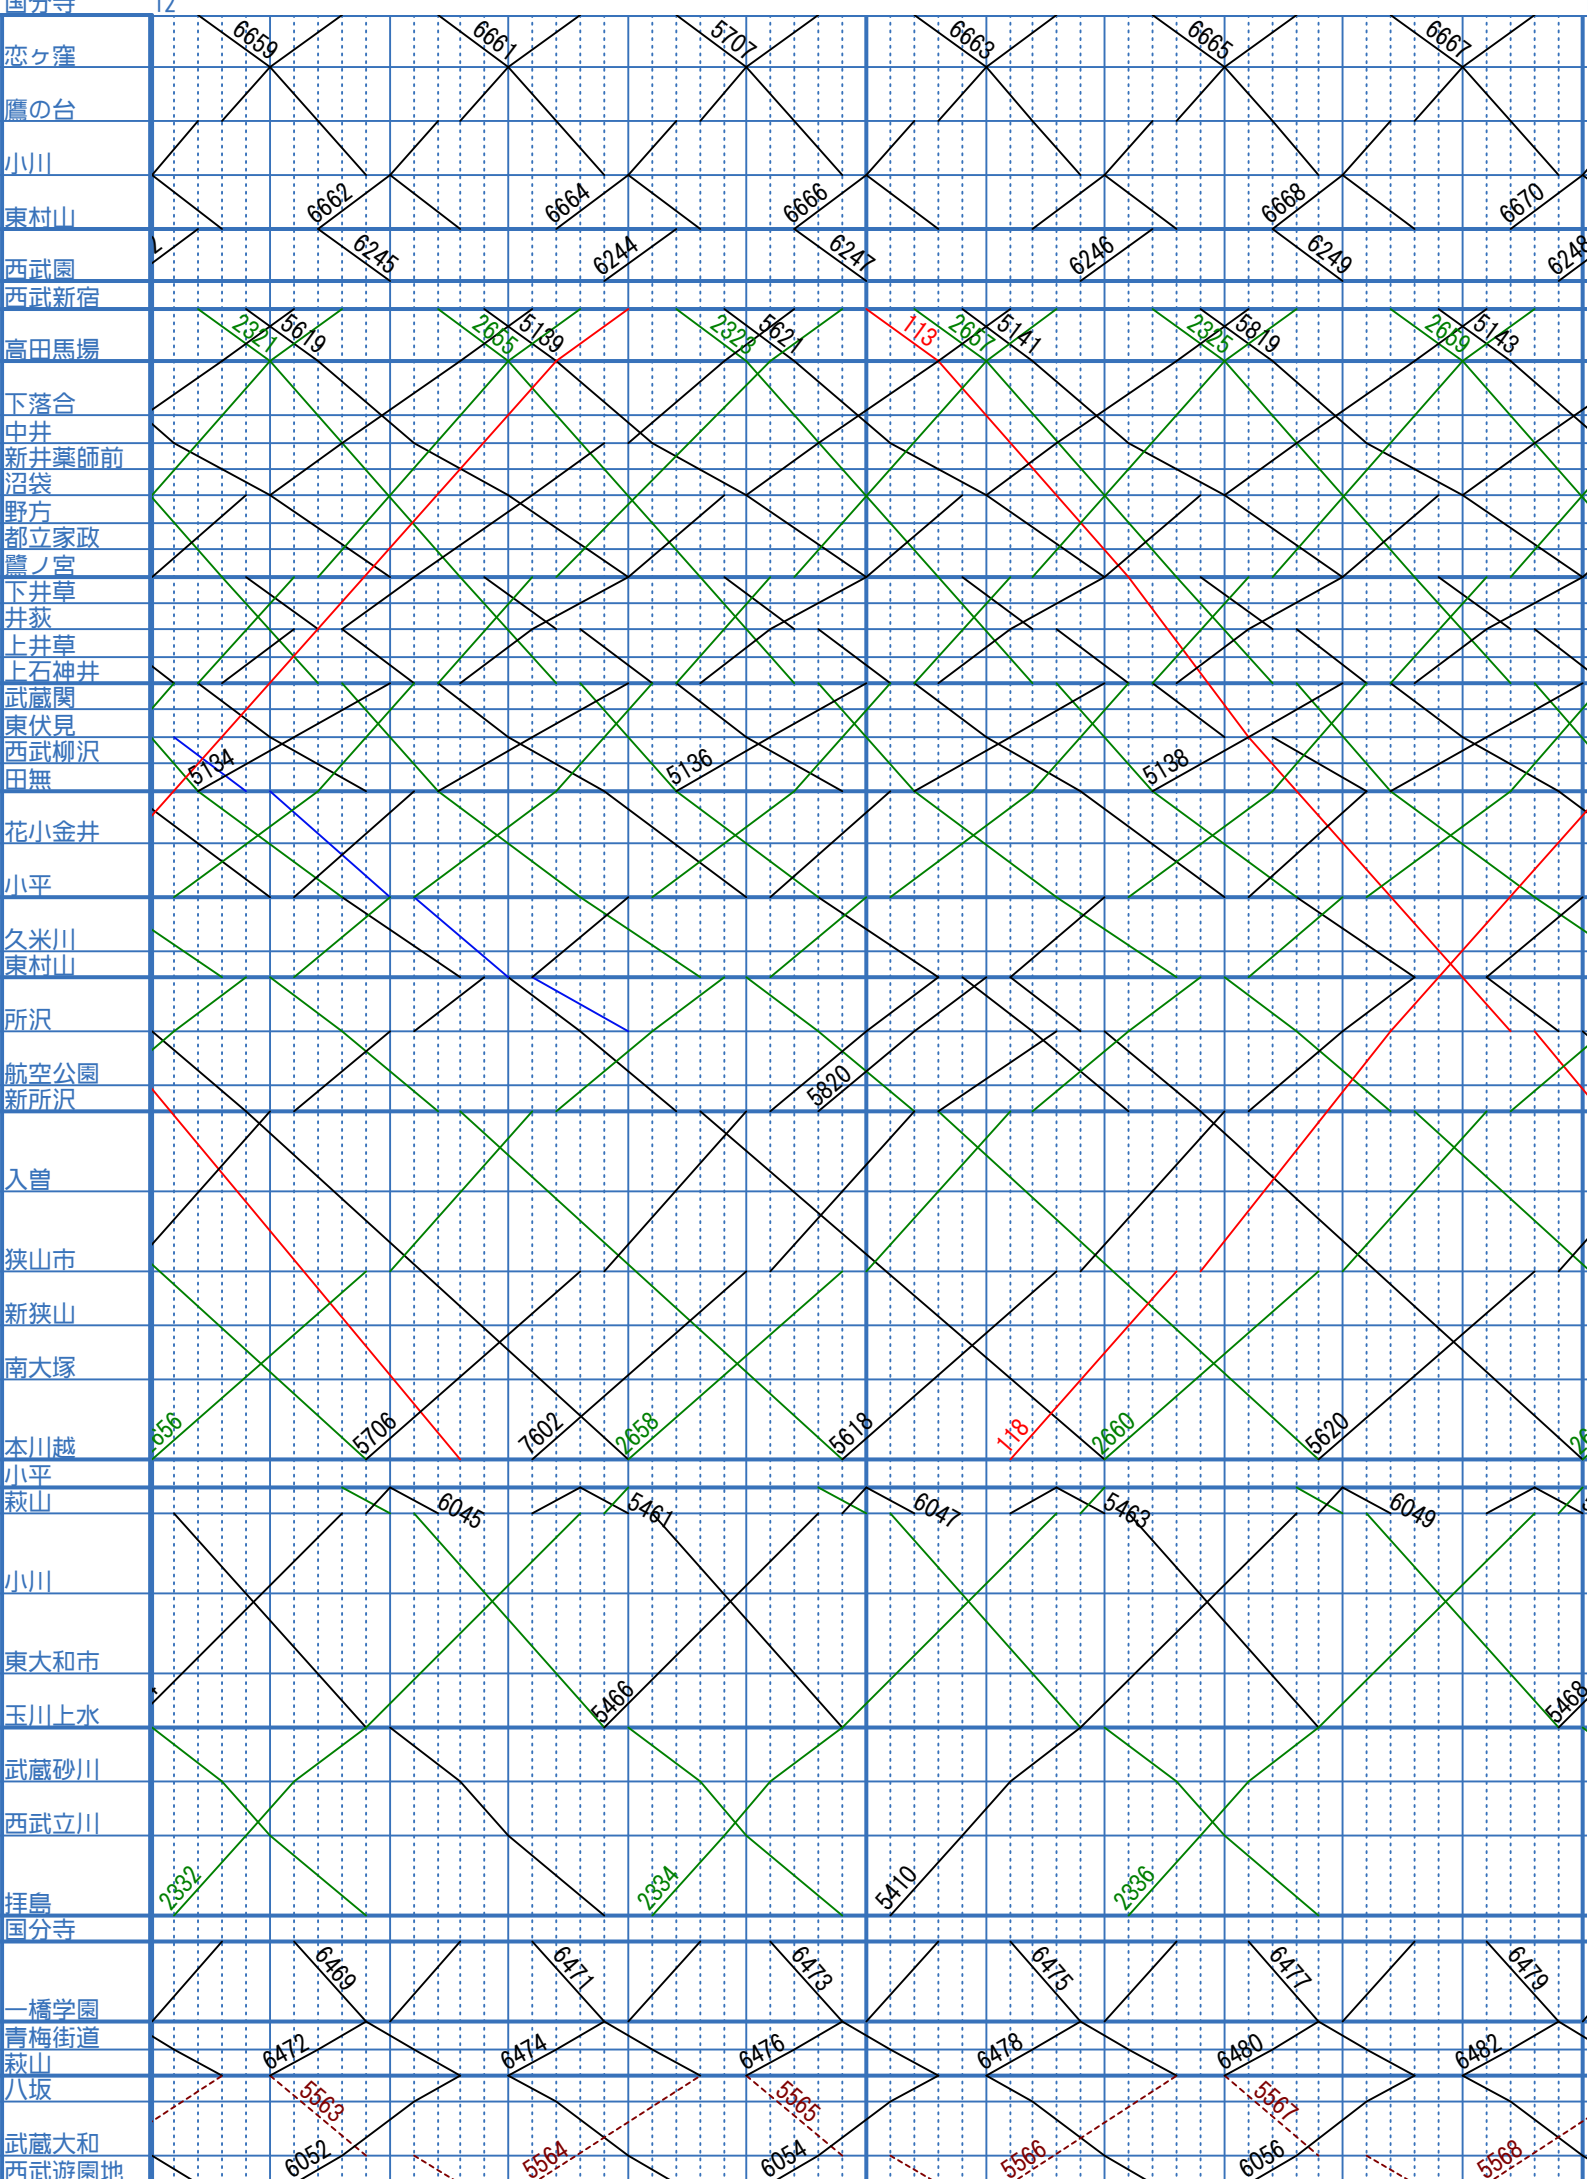 国分寺 12
恋ヶ窪 6659 6661 5707 6663 6665 6667
鷹の台
小川
東村山 6662 6664 6666 6668 6670
西武園 6245 6244 6247 6246 6249 6248
西武新宿
高田馬場 2321 5619 2655 5139 2323 5621 113 2667 5141 2325 5819 2669 5143
下落合
中井
新井薬師前
沼袋
野方
都立家政
鷺ノ宮
下井草
井荻
上井草
上石神井
武蔵関
東伏見
西武柳沢 5134 5136 5138
田無
花小金井
小平
久米川
東村山
所沢
航空公園 5820
新所沢
入曽
狭山市
新狭山
南大塚
本川越 2656 5706 7602 2658 5618 118 2660 5620
小平
萩山 6045 5461 6047 5463 6049
小川
東大和市
玉川上水 5466 5468
武蔵砂川
西武立川
拝島 2332 2334 5410 2336
国分寺
6469 6471 6473 6475 6477 6479
一橋学園
青梅街道 6472 6474 6476 6478 6480 6482
萩山
八坂 5563 5565 5567
武蔵大和 6052 5564 6054 5566 6056 5568
西武遊園地